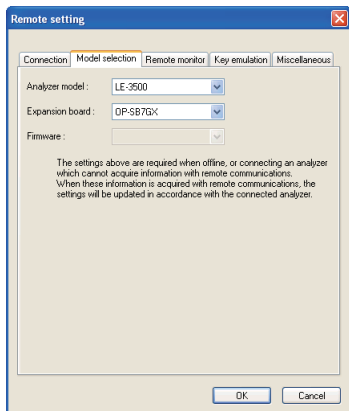 Remote setting
Connection Model selection Remote monitor Key emulation Miscellaneous
Analyzer model : LE-3500
Expansion board : OP-SB7GX
Firmware :
The settings above are required when offline, or connecting an analyzer
which cannot acquire information with remote communications.
When these information is acquired with remote communications, the
settings will be updated in accordance with the connected analyzer.
OK Cancel